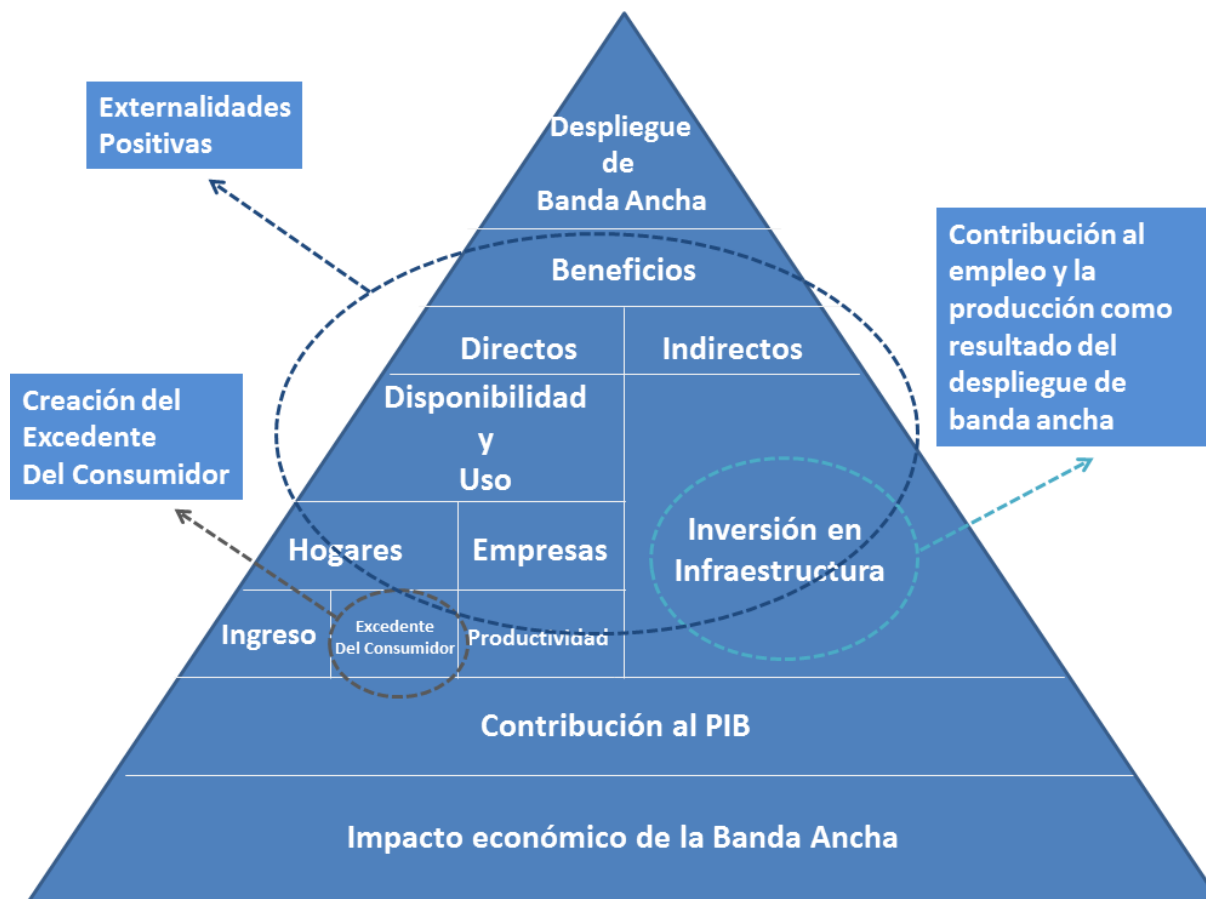 Despliegue
de
Banda Ancha
Externalidades
Positivas
Beneficios
Contribución al
empleo y la
producción como
resultado del
despliegue de
banda ancha
Directos
Indirectos
Creación del
Excedente
Del Consumidor
Disponibilidad
y
Uso
Hogares
Empresas
Inversión en
Infraestructura
Ingreso
Excedente
Del Consumidor
Productividad
Contribución al PIB
Impacto económico de la Banda Ancha